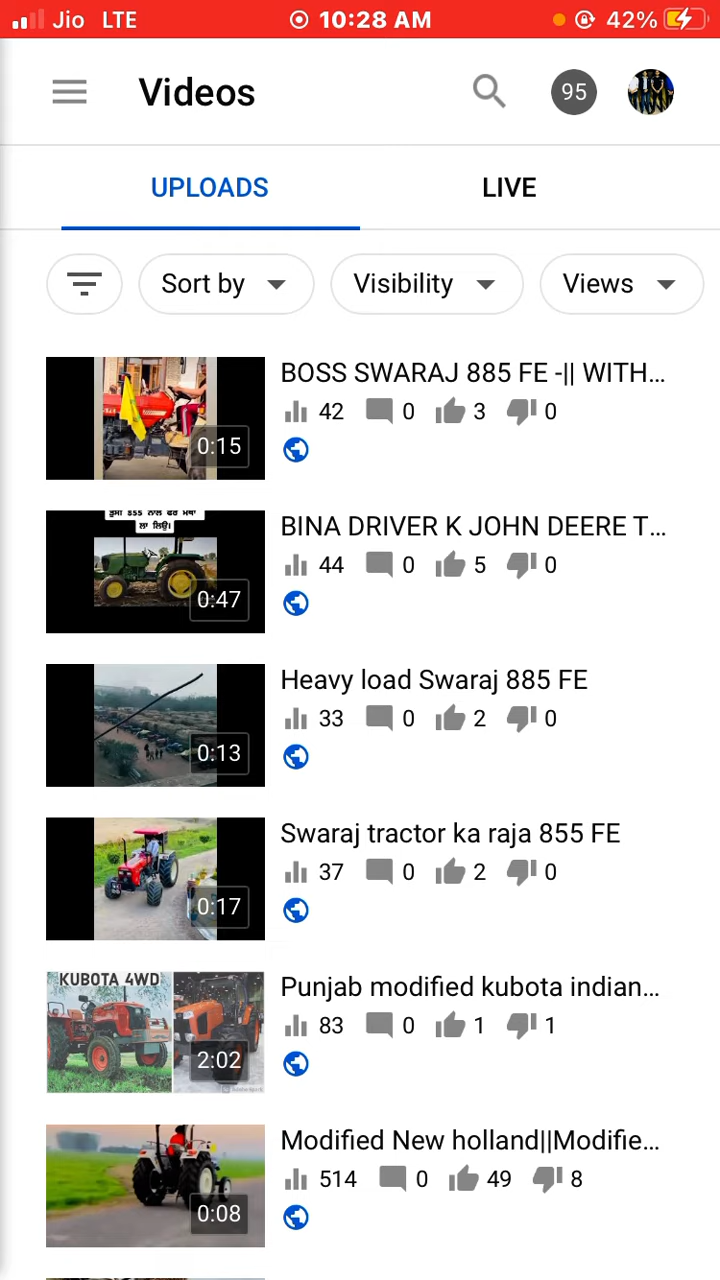 Jio LTE 10:28 AM 42%
Videos 95
UPLOADS LIVE
Sort by Visibility Views
BOSS SWARAJ 885 FE -|| WITH...
42 0 3 0
0:15
ਤੁਸੀ 855 ਨਾਲ ਫੋਰ ਮੱਥਾ
ਲਾ ਲਿਉ।
BINA DRIVER K JOHN DEERE T...
44 0 5 0
0:47
Heavy load Swaraj 885 FE
33 0 2 0
0:13
Swaraj tractor ka raja 855 FE
37 0 2 0
0:17
KUBOTA 4WD
Punjab modified kubota indian...
83 0 1 1
2:02
Modified New holland||Modifie...
514 0 49 8
0:08